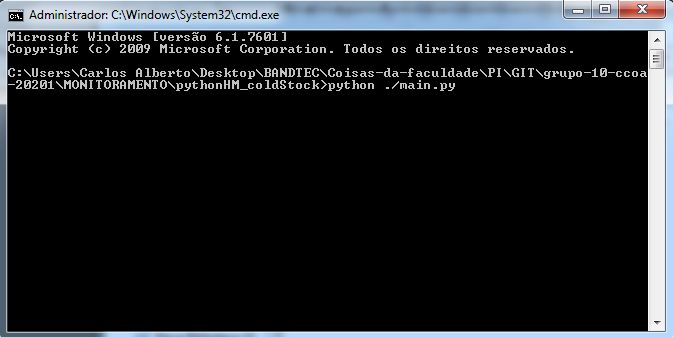 Administrador: C:\Windows\System32\cmd.exe
Microsoft Windows [versão 6.1.7601]
Copyright (c) 2009 Microsoft Corporation. Todos os direitos reservados.
C:\Users\Carlos Alberto\Desktop\BANDTEC\Coisas-da-faculdade\PI\GIT\grupo-10-ccoa
-20201\MONITORAMENTO\pythonHM_coldStock>python ./main.py